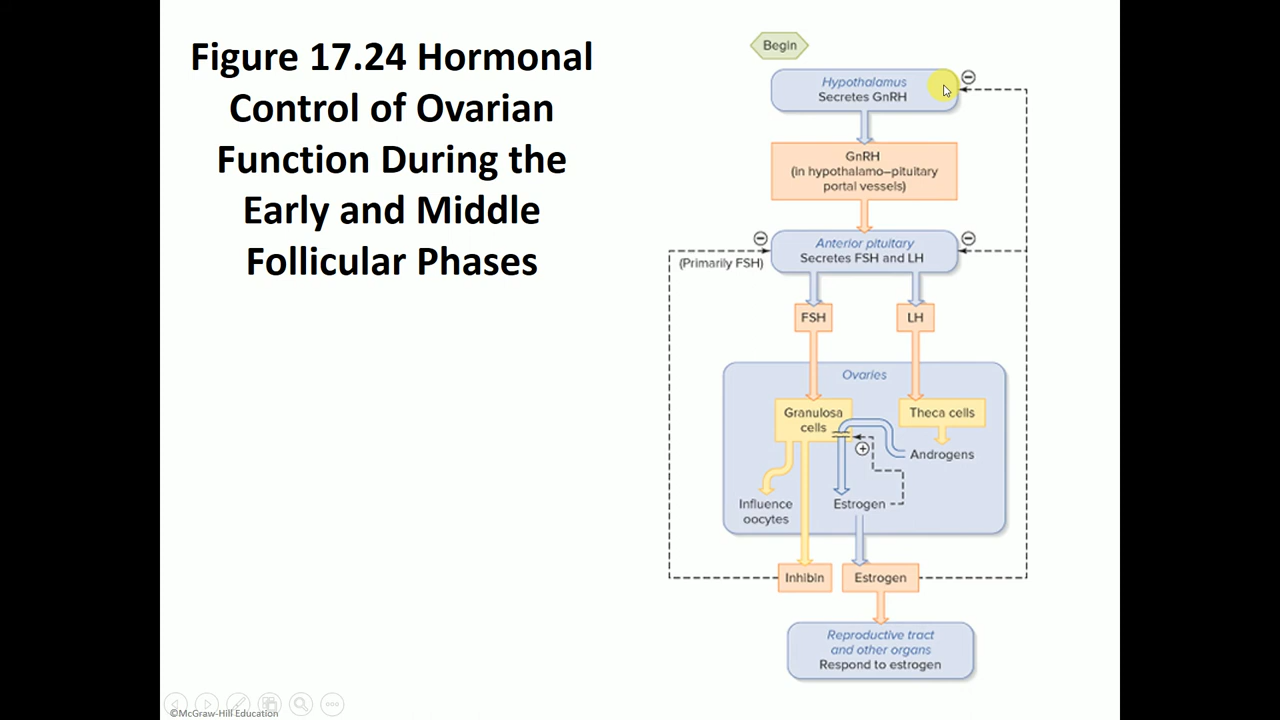 Figure 17.24 Hormonal
Control of Ovarian
Function During the
Early and Middle
Follicular Phases
Begin
Hypothalamus
Secretes GnRH
GnRH
(in hypothalamo–pituitary
portal vessels)
Anterior pituitary
Secretes FSH and LH
(Primarily FSH)
FSH
LH
Ovaries
Granulosa
cells
Theca cells
Androgens
Influence
oocytes
Estrogen
Inhibin
Estrogen
Reproductive tract
and other organs
Respond to estrogen
©McGraw-Hill Education